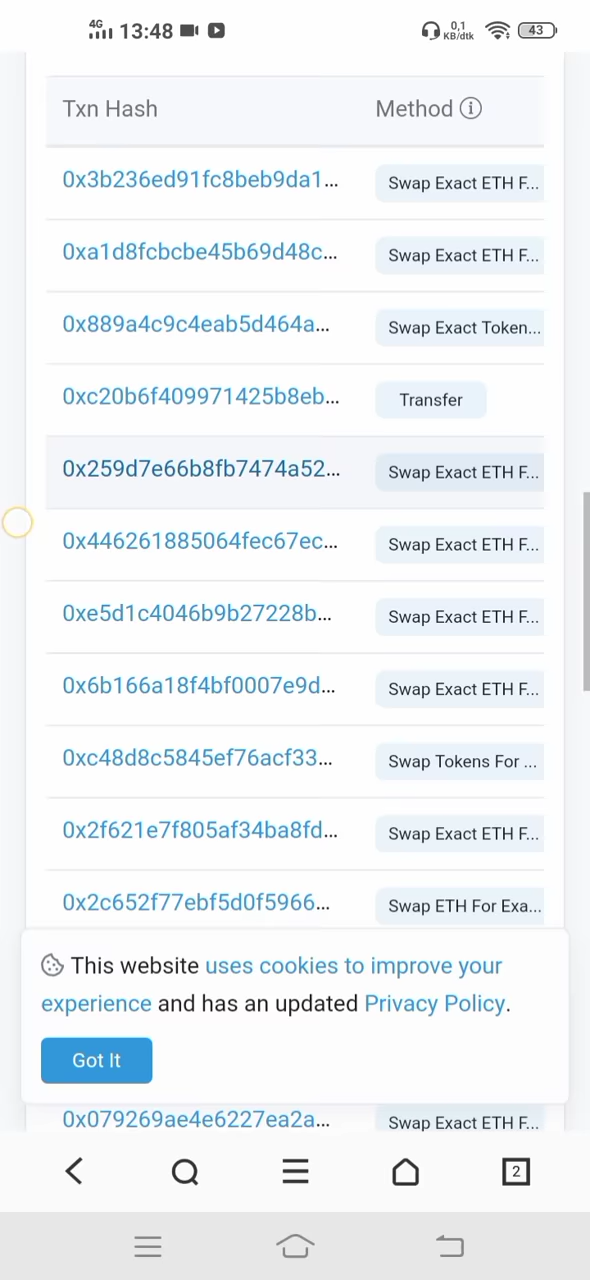 4G 13:48 0,1 KB/dtk 43
Txn Hash Method
0x3b236ed91fc8beb9da1... Swap Exact ETH F...
0xa1d8fcbcbe45b69d48c... Swap Exact ETH F...
0x889a4c9c4eab5d464a... Swap Exact Token...
0xc20b6f409971425b8eb... Transfer
0x259d7e66b8fb7474a52... Swap Exact ETH F...
0x446261885064fec67ec... Swap Exact ETH F...
0xe5d1c4046b9b27228b... Swap Exact ETH F...
0x6b166a18f4bf0007e9d... Swap Exact ETH F...
0xc48d8c5845ef76acf33... Swap Tokens For ...
0x2f621e7f805af34ba8fd... Swap Exact ETH F...
0x2c652f77ebf5d0f5966... Swap ETH For Exa...
This website uses cookies to improve your
experience and has an updated Privacy Policy.
Got It
0x079269ae4e6227ea2a... Swap Exact ETH F...
2